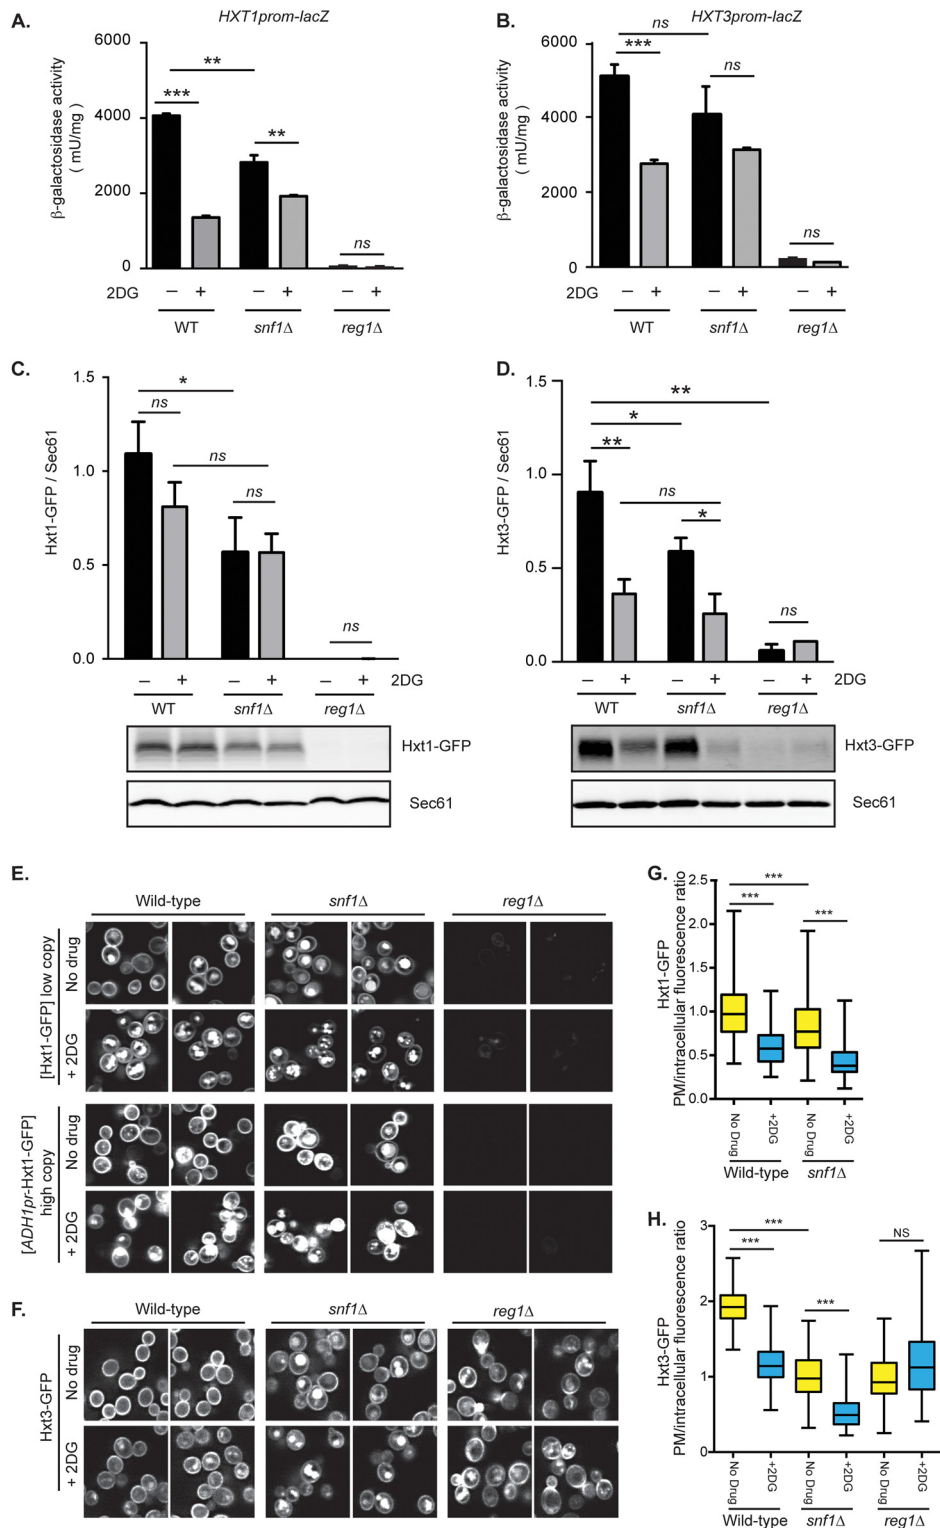 A.
HXT1prom-lacZ
β-galactosidase activity
( mU/mg )
6000
4000
2000
0
**
***
**
ns
2DG – + – + – +
WT snf1Δ reg1Δ
B.
HXT3prom-lacZ
β-galactosidase activity
( mU/mg )
6000
4000
2000
0
ns
***
ns
ns
2DG – + – + – +
WT snf1Δ reg1Δ
C.
Hxt1-GFP / Sec61
1.5
1.0
0.5
0.0
*
ns
ns
ns
ns
– + – + – + 2DG
WT snf1Δ reg1Δ
Hxt1-GFP
Sec61
D.
Hxt3-GFP / Sec61
1.5
1.0
0.5
0.0
**
*
**
ns
*
ns
– + – + – + 2DG
WT snf1Δ reg1Δ
Hxt3-GFP
Sec61
E.
Wild-type snf1Δ reg1Δ
[Hxt1-GFP] low copy
No drug
+ 2DG
[ADH1pr-Hxt1-GFP]
high copy
No drug
+ 2DG
F.
Wild-type snf1Δ reg1Δ
Hxt3-GFP
No drug
+ 2DG
G.
Hxt1-GFP
PM/intracellular fluorescence ratio
2.5
2.0
1.5
1.0
0.5
0.0
***
***
***
No Drug
+2DG
No Drug
+2DG
Wild-type snf1Δ
H.
Hxt3-GFP
PM/intracellular fluorescence ratio
3
2
1
0
***
***
***
NS
No Drug
+2DG
No Drug
+2DG
No Drug
+2DG
Wild-type snf1Δ reg1Δ